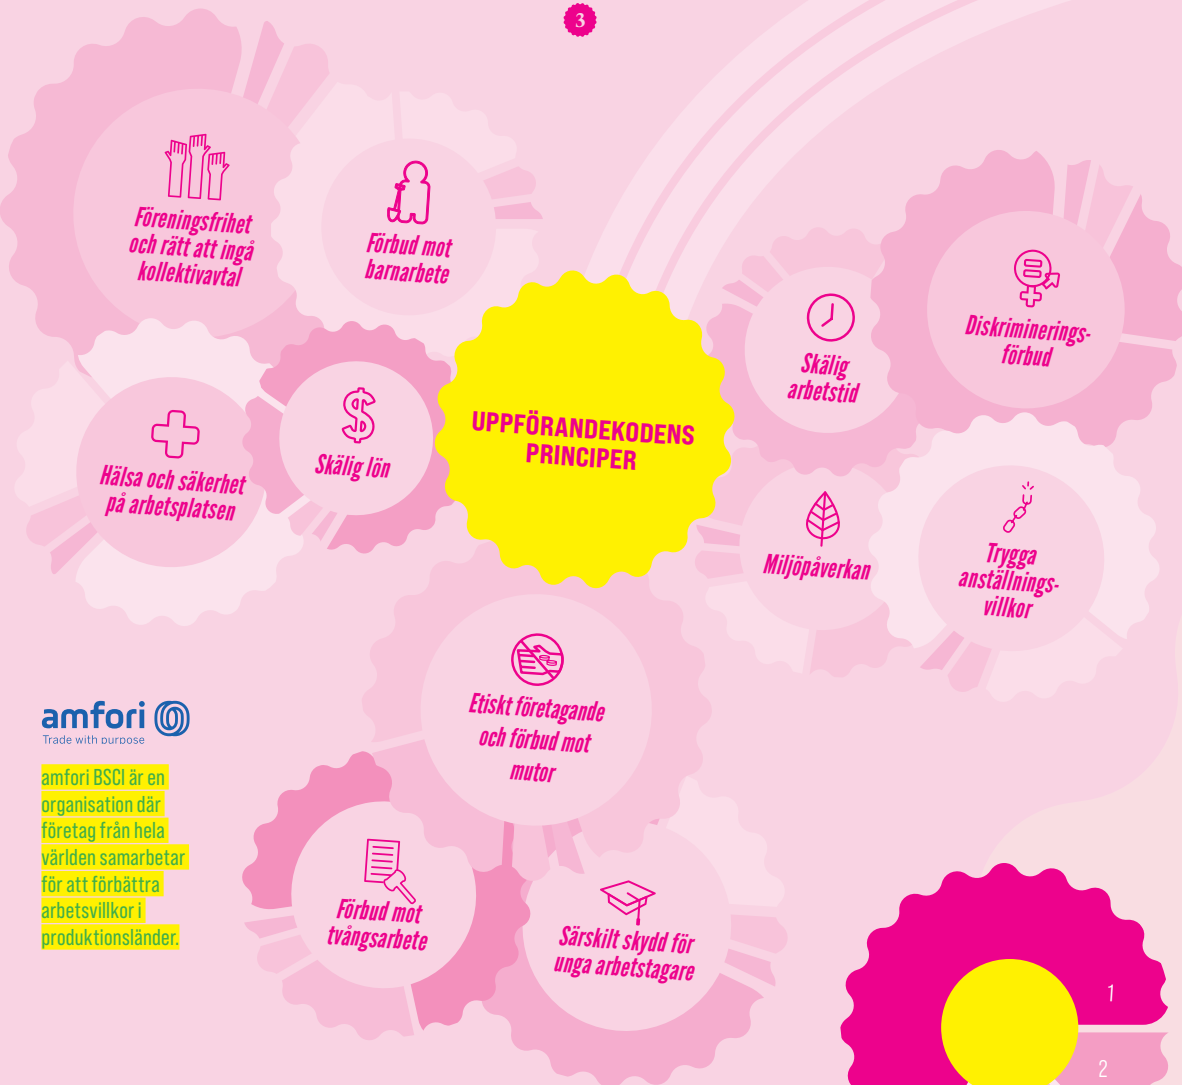 3
Föreningsfrihet
och rätt att ingå
kollektivavtal
Förbud mot
barnarbete
Skälig
arbetstid
Diskriminerings-
förbud
Hälsa och säkerhet
på arbetsplatsen
Skälig lön
UPPFÖRANDEKODENS
PRINCIPER
Miljöpåverkan
Trygga
anställnings-
villkor
Etiskt företagande
och förbud mot
mutor
amfori
Trade with purpose
amfori BSCI är en
organisation där
företag från hela
världen samarbetar
för att förbättra
arbetsvillkor i
produktionsländer.
Förbud mot
tvångsarbete
Särskilt skydd för
unga arbetstagare
1
2